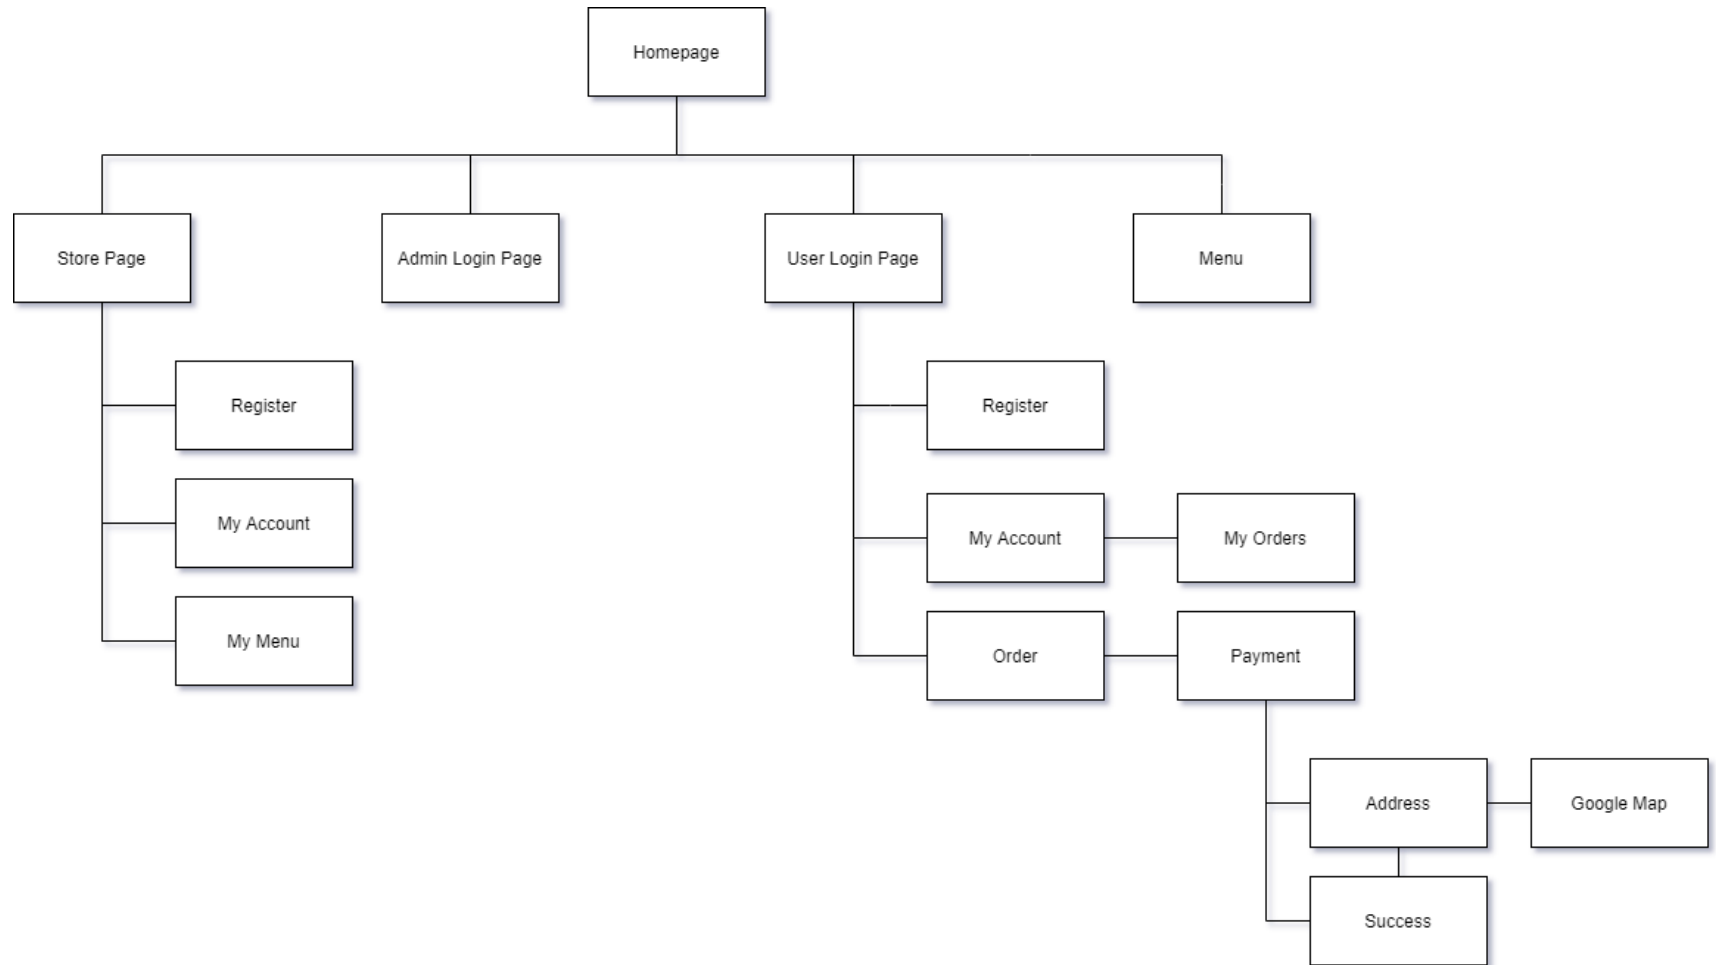 Homepage
Store Page
Admin Login Page
User Login Page
Menu
Register
Register
My Account
My Account
My Orders
My Menu
Order
Payment
Address
Google Map
Success